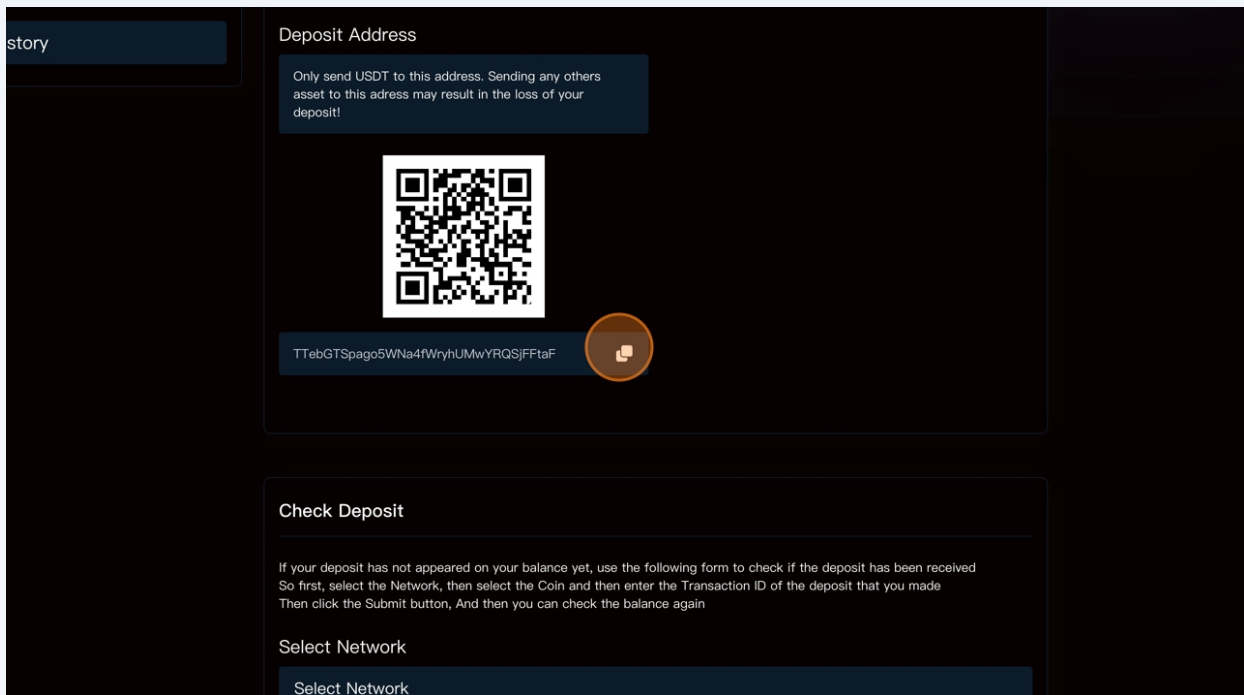 story
Deposit Address
Only send USDT to this address. Sending any others
asset to this adress may result in the loss of your
deposit!
TTebGTSpago5WNa4fWryhUMwYRQSjFFtaF
Check Deposit
If your deposit has not appeared on your balance yet, use the following form to check if the deposit has been received
So first, select the Network, then select the Coin and then enter the Transaction ID of the deposit that you made
Then click the Submit button, And then you can check the balance again
Select Network
Select Network